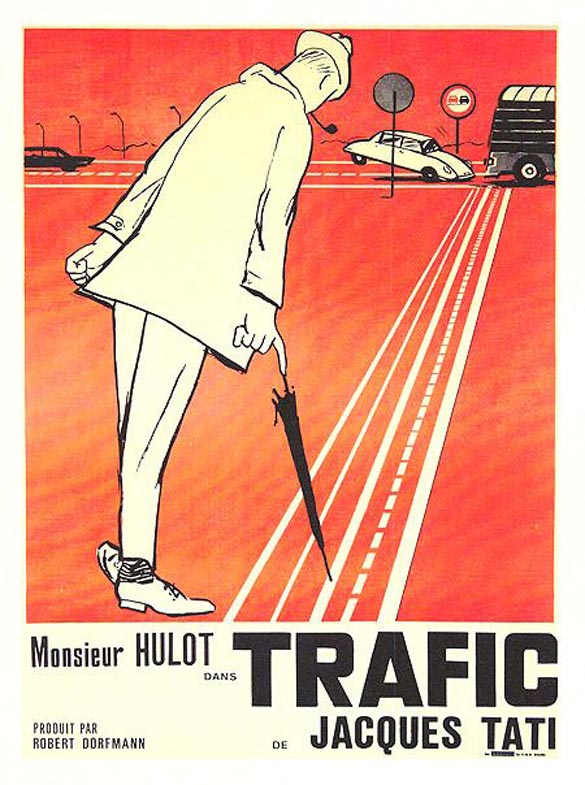 Monsieur HULOT
DANS
TRAFIC
PRODUIT PAR
ROBERT DORFMANN
DE
JACQUES TATI